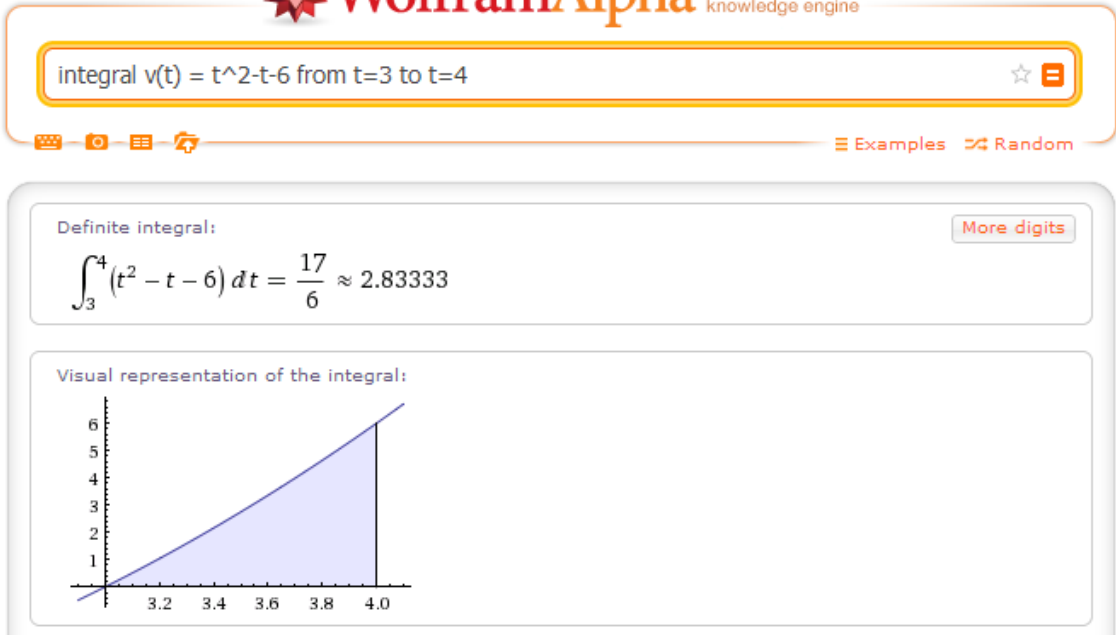 WolframAlpha knowledge engine
integral v(t) = t^2-t-6 from t=3 to t=4
Examples Random
Definite integral:
More digits
∫₃⁴ (t² – t – 6) dt = 17/6 ≈ 2.83333
Visual representation of the integral:
6
5
4
3
2
1
3.2 3.4 3.6 3.8 4.0